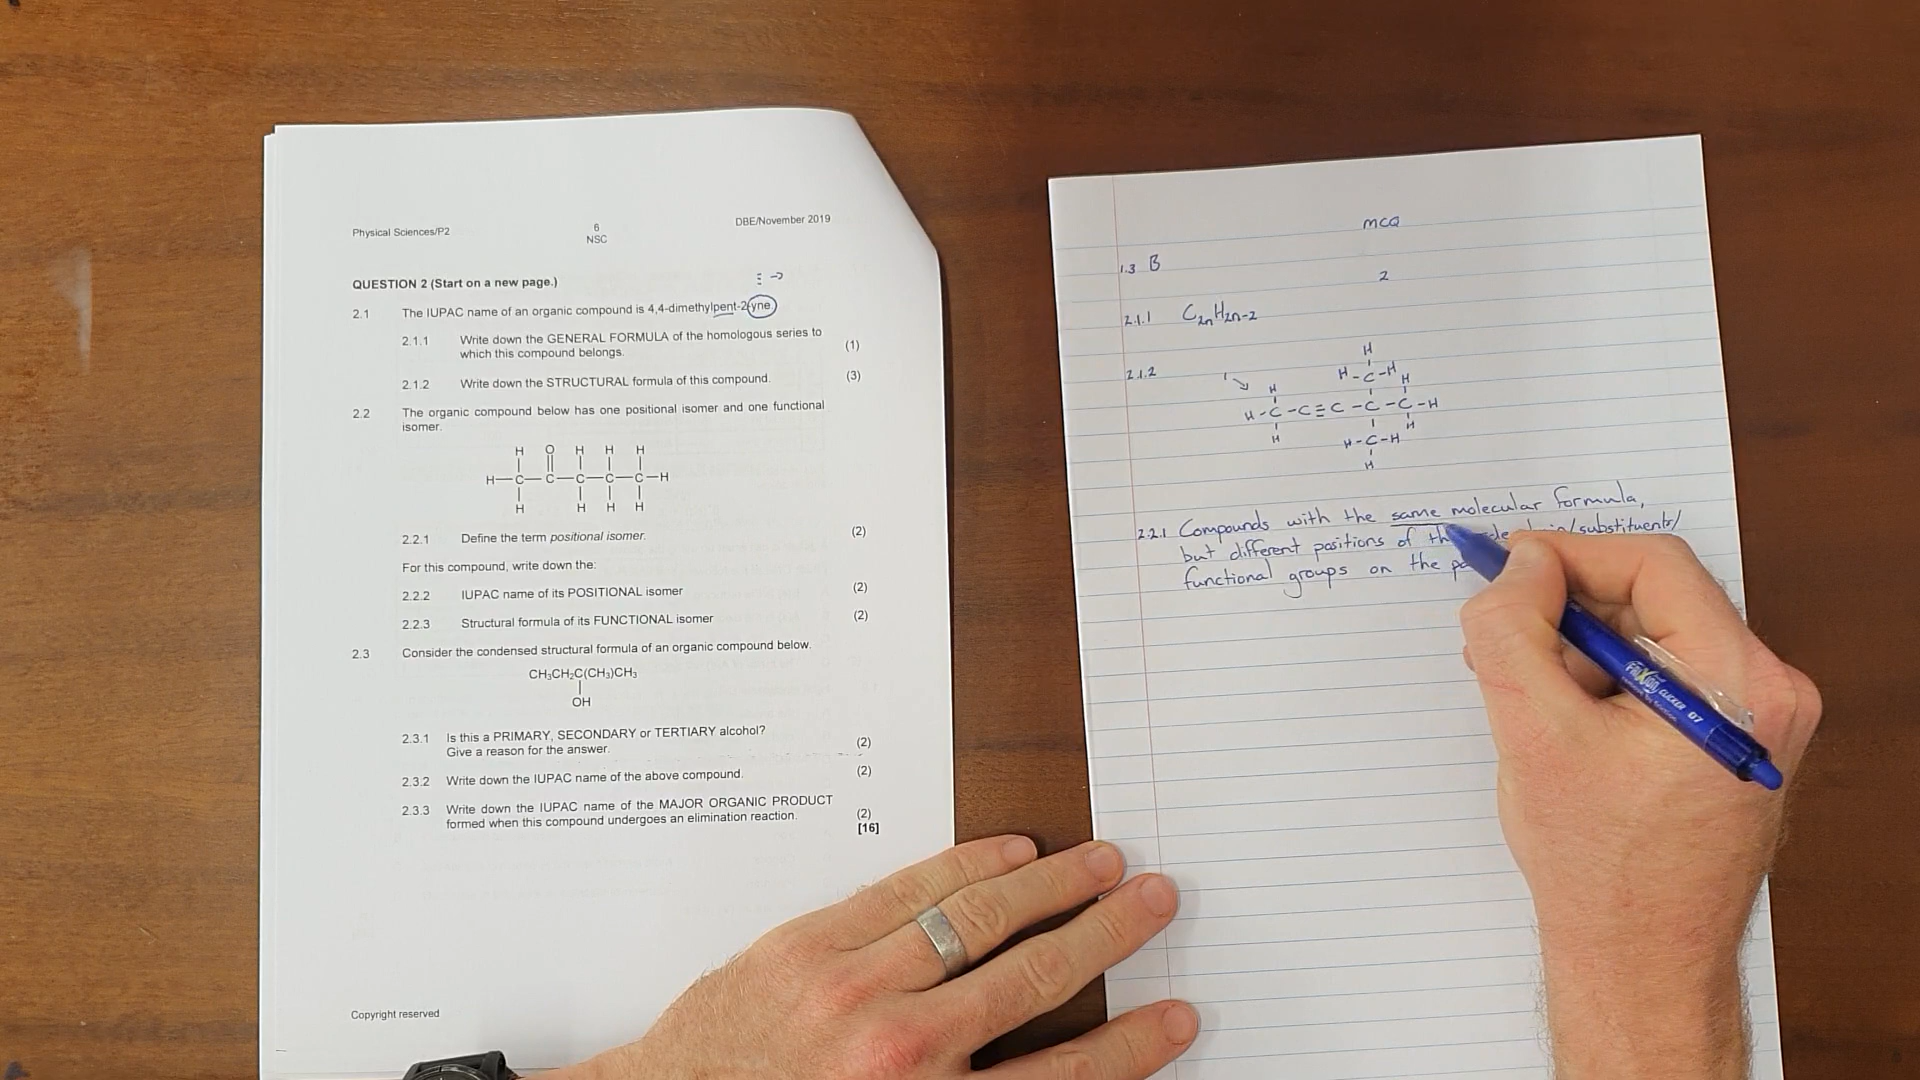 Physical Sciences/P2
6
NSC
DBE/November 2019
QUESTION 2 (Start on a new page.)
2.1 The IUPAC name of an organic compound is 4,4-dimethylpent-2-yne.
2.1.1 Write down the GENERAL FORMULA of the homologous series to
which this compound belongs. (1)
2.1.2 Write down the STRUCTURAL formula of this compound. (3)
2.2 The organic compound below has one positional isomer and one functional
isomer.
H O H H H
H—C—C—C—C—C—H
H H H H
2.2.1 Define the term positional isomer. (2)
For this compound, write down the:
2.2.2 IUPAC name of its POSITIONAL isomer (2)
2.2.3 Structural formula of its FUNCTIONAL isomer (2)
2.3 Consider the condensed structural formula of an organic compound below.
CH₃CH₂C(CH₃)CH₃
OH
2.3.1 Is this a PRIMARY, SECONDARY or TERTIARY alcohol?
Give a reason for the answer. (2)
2.3.2 Write down the IUPAC name of the above compound. (2)
2.3.3 Write down the IUPAC name of the MAJOR ORGANIC PRODUCT
formed when this compound undergoes an elimination reaction. (2)
[16]
Copyright reserved
MCQ
1.3 B
2
2.1.1 C2nH2n-2
2.1.2
H
H-C-H
H H
H-C-C≡C-C-C-H
H H
H-C-H
H
2.2.1 Compounds with the same molecular formula,
but different positions of /substituents/
functional groups on the
FRIXION CLICKER 07